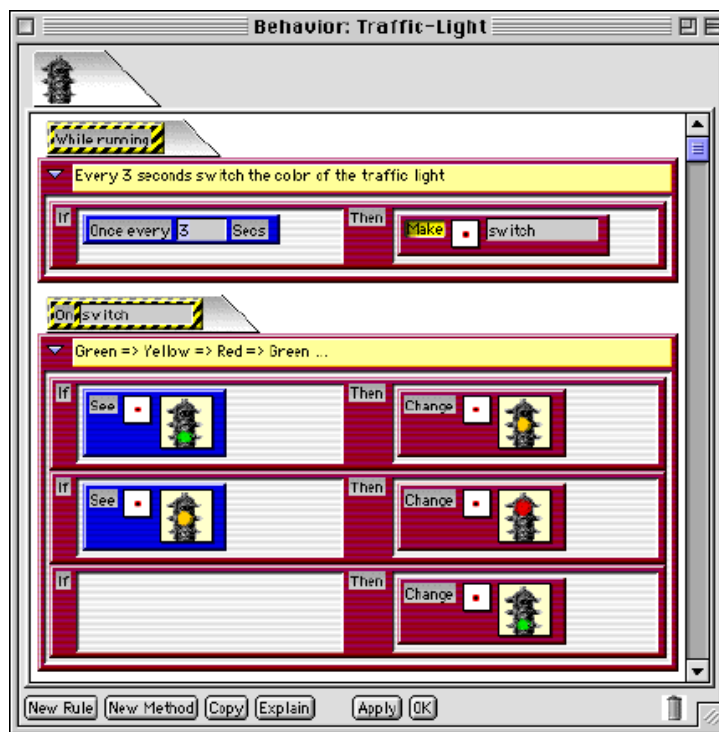 Behavior: Traffic-Light
While running
Every 3 seconds switch the color of the traffic light
If Once every 3 Secs Then Make switch
On switch
Green => Yellow => Red => Green ...
If See Then Change
If See Then Change
If Then Change
New Rule New Method Copy Explain Apply OK